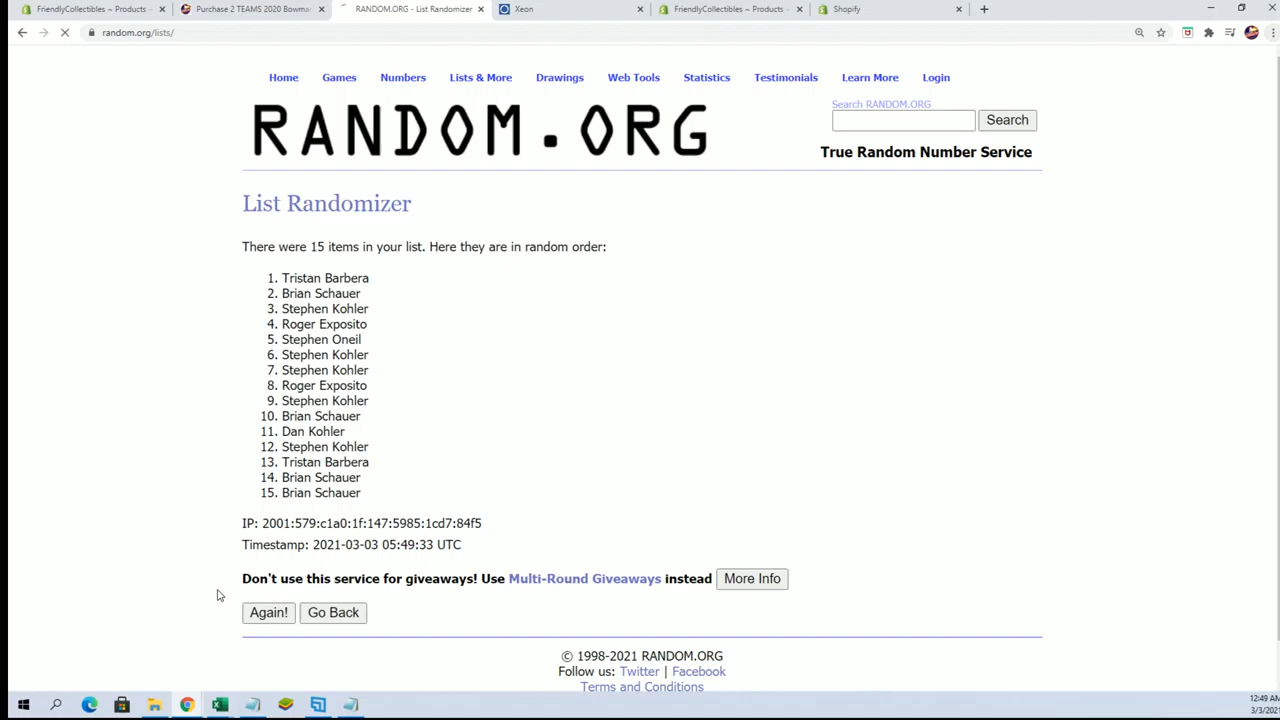 FriendlyCollectibles ~ Products
Purchase 2 TEAMS 2020 Bowma
RANDOM.ORG - List Randomizer
Xeon
FriendlyCollectibles ~ Products
Shopify
random.org/lists/
Home Games Numbers Lists & More Drawings Web Tools Statistics Testimonials Learn More Login
RANDOM.ORG
Search RANDOM.ORG
Search
True Random Number Service
List Randomizer
There were 15 items in your list. Here they are in random order:
1. Tristan Barbera
2. Brian Schauer
3. Stephen Kohler
4. Roger Exposito
5. Stephen Oneil
6. Stephen Kohler
7. Stephen Kohler
8. Roger Exposito
9. Stephen Kohler
10. Brian Schauer
11. Dan Kohler
12. Stephen Kohler
13. Tristan Barbera
14. Brian Schauer
15. Brian Schauer
IP: 2001:579:c1a0:1f:147:5985:1cd7:84f5
Timestamp: 2021-03-03 05:49:33 UTC
Don't use this service for giveaways! Use Multi-Round Giveaways instead More Info
Again! Go Back
© 1998-2021 RANDOM.ORG
Follow us: Twitter | Facebook
Terms and Conditions
12:49 AM
3/3/2021